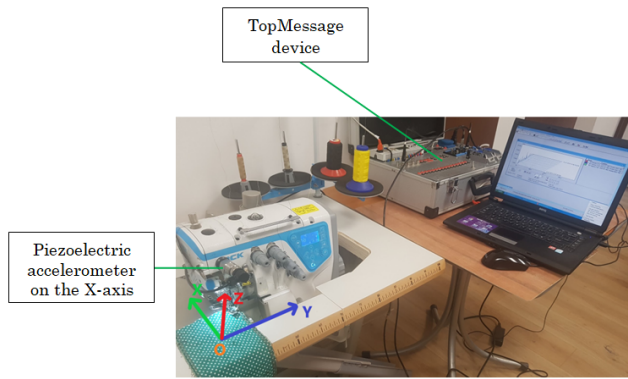 TopMessage
device
Piezoelectric
accelerometer
on the X-axis
X
Z
Y
O